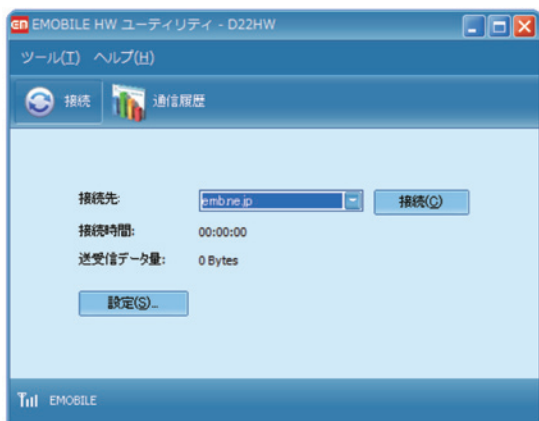 EM EMOBILE HW ユーティリティ - D22HW
ツール(T) ヘルプ(H)
接続 通信履歴
接続先: emb.ne.jp 接続(C)
接続時間: 00:00:00
送受信データ量: 0 Bytes
設定(S)...
EMOBILE